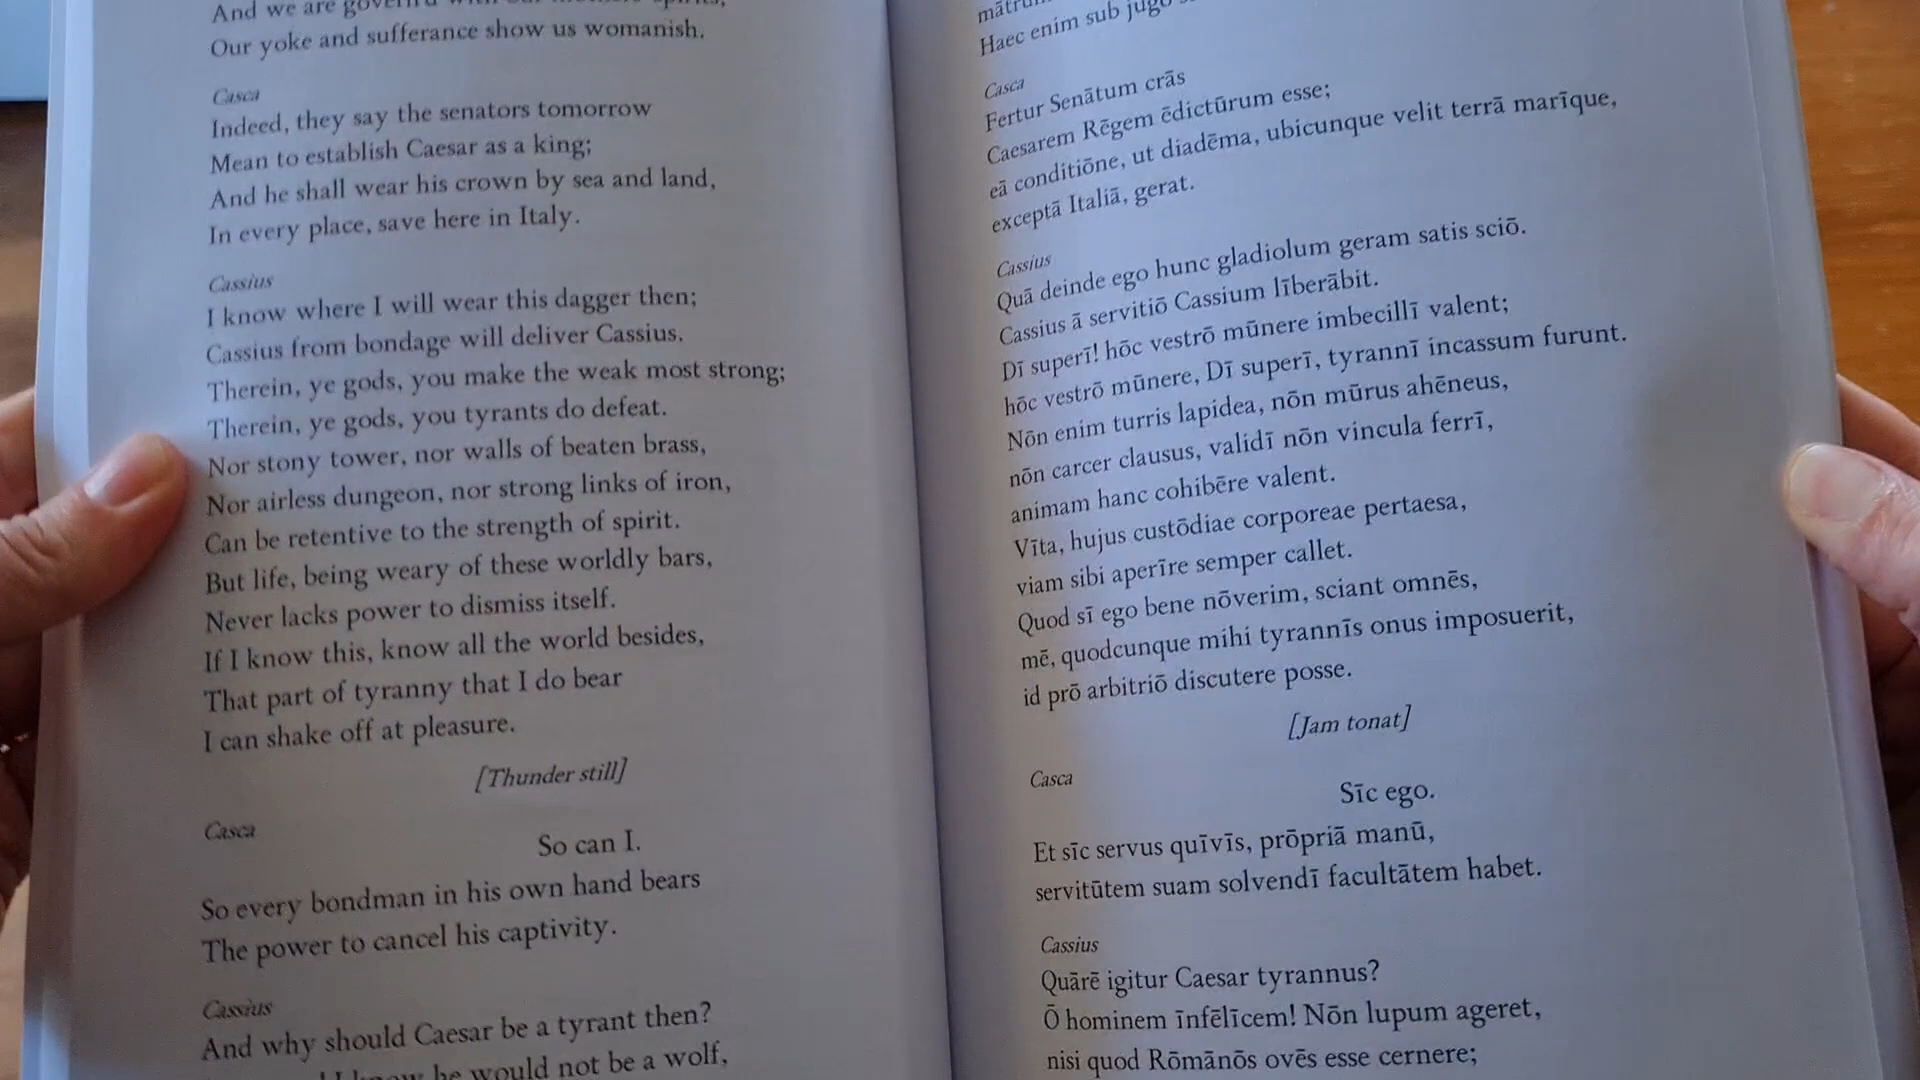 And we are
Our yoke and sufferance show us womanish.
Casca
Indeed, they say the senators tomorrow
Mean to establish Caesar as a king;
And he shall wear his crown by sea and land,
In every place, save here in Italy.
Cassius
I know where I will wear this dagger then;
Cassius from bondage will deliver Cassius.
Therein, ye gods, you make the weak most strong;
Therein, ye gods, you tyrants do defeat.
Nor stony tower, nor walls of beaten brass,
Nor airless dungeon, nor strong links of iron,
Can be retentive to the strength of spirit.
But life, being weary of these worldly bars,
Never lacks power to dismiss itself.
If I know this, know all the world besides,
That part of tyranny that I do bear
I can shake off at pleasure.
[Thunder still]
Casca
So can I.
So every bondman in his own hand bears
The power to cancel his captivity.
Cassius
And why should Caesar be a tyrant then?
he would not be a wolf,
Haec enim sub jugo
Casca
Fertur Senātum crās
Caesarem Rēgem ēdictūrum esse;
eā conditiōne, ut diadēma, ubicunque velit terrā marīque,
exceptā Italiā, gerat.
Cassius
Quā deinde ego hunc gladiolum geram satis sciō.
Cassius ā servitiō Cassium līberābit.
Dī superī! hōc vestrō mūnere imbecillī valent;
hōc vestrō mūnere, Dī superī, tyrannī incassum furunt.
Nōn enim turris lapidea, nōn mūrus ahēneus,
nōn carcer clausus, validī nōn vincula ferrī,
animam hanc cohibēre valent.
Vīta, hujus custōdiae corporeae pertaesa,
viam sibi aperīre semper callet.
Quod sī ego bene nōverim, sciant omnēs,
mē, quodcunque mihi tyrannīs onus imposuerit,
id prō arbitriō discutere posse.
[Jam tonat]
Casca
Sīc ego.
Et sīc servus quīvīs, prōpriā manū,
servitūtem suam solvendī facultātem habet.
Cassius
Quārē igitur Caesar tyrannus?
Ō hominem īnfēlīcem! Nōn lupum ageret,
nisi quod Rōmānōs ovēs esse cernere;